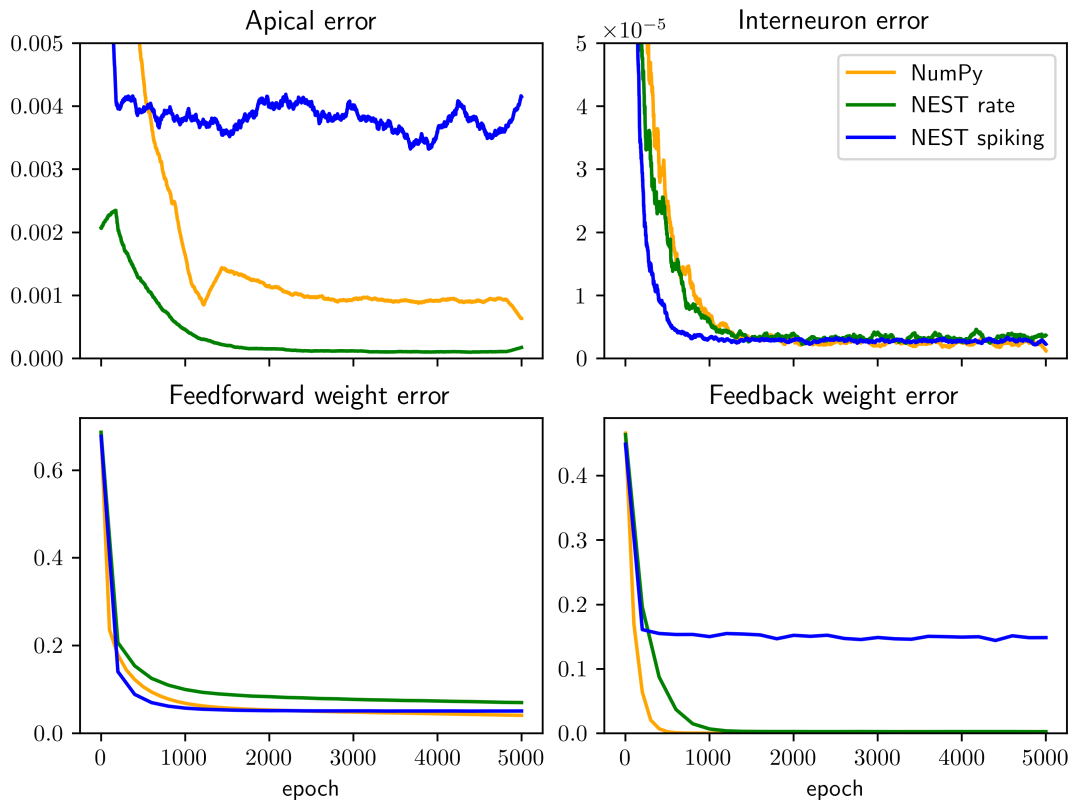 Apical error
0.005
0.004
0.003
0.002
0.001
0.000
Interneuron error
×10⁻⁵
5
4
3
2
1
0
NumPy
NEST rate
NEST spiking
Feedforward weight error
0.6
0.4
0.2
0.0
0 1000 2000 3000 4000 5000
epoch
Feedback weight error
0.4
0.3
0.2
0.1
0.0
0 1000 2000 3000 4000 5000
epoch